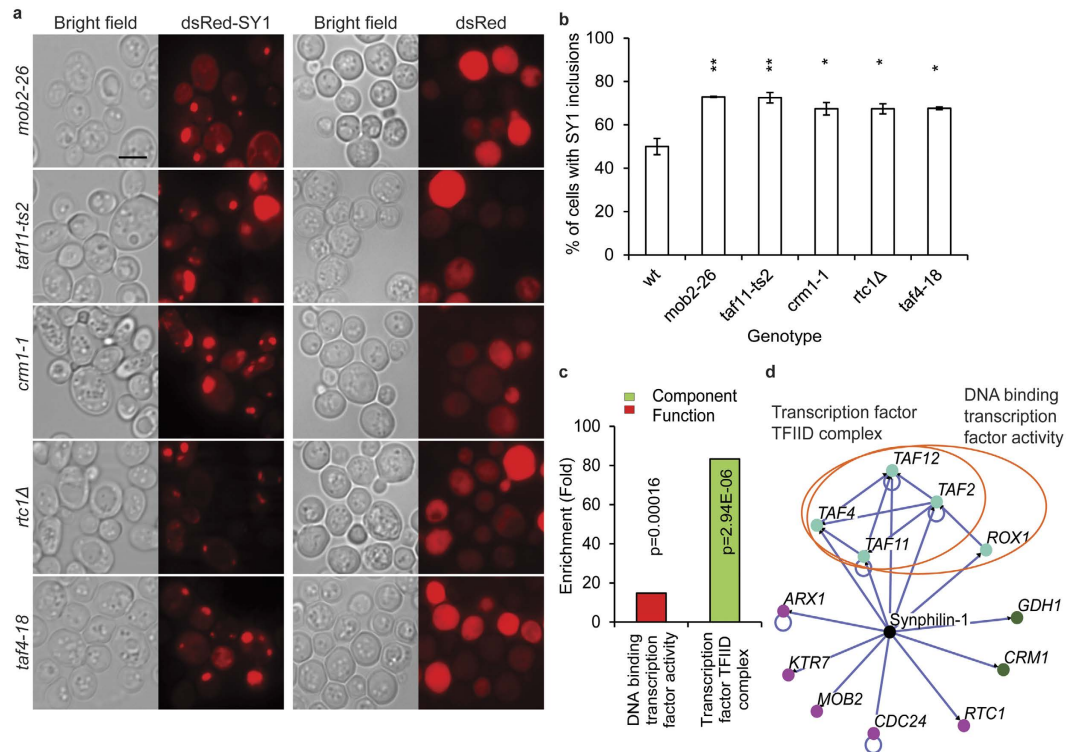 a
Bright field
dsRed-SY1
Bright field
dsRed
mob2-26
taf11-ts2
crm1-1
rtc1Δ
taf4-18
b
% of cells with SY1 inclusions
100
80
60
40
20
0
**
**
*
*
*
wt
mob2-26
taf11-ts2
crm1-1
rtc1Δ
taf4-18
Genotype
c
Component
Function
Enrichment (Fold)
100
80
60
40
20
0
p=0.00016
p=2.94E-06
DNA binding
transcription
factor activity
Transcription
factor TFIID
complex
d
Transcription factor
TFIID complex
DNA binding
transcription
factor activity
TAF12
TAF2
TAF4
TAF11
ROX1
ARX1
Synphilin-1
GDH1
KTR7
CRM1
MOB2
CDC24
RTC1